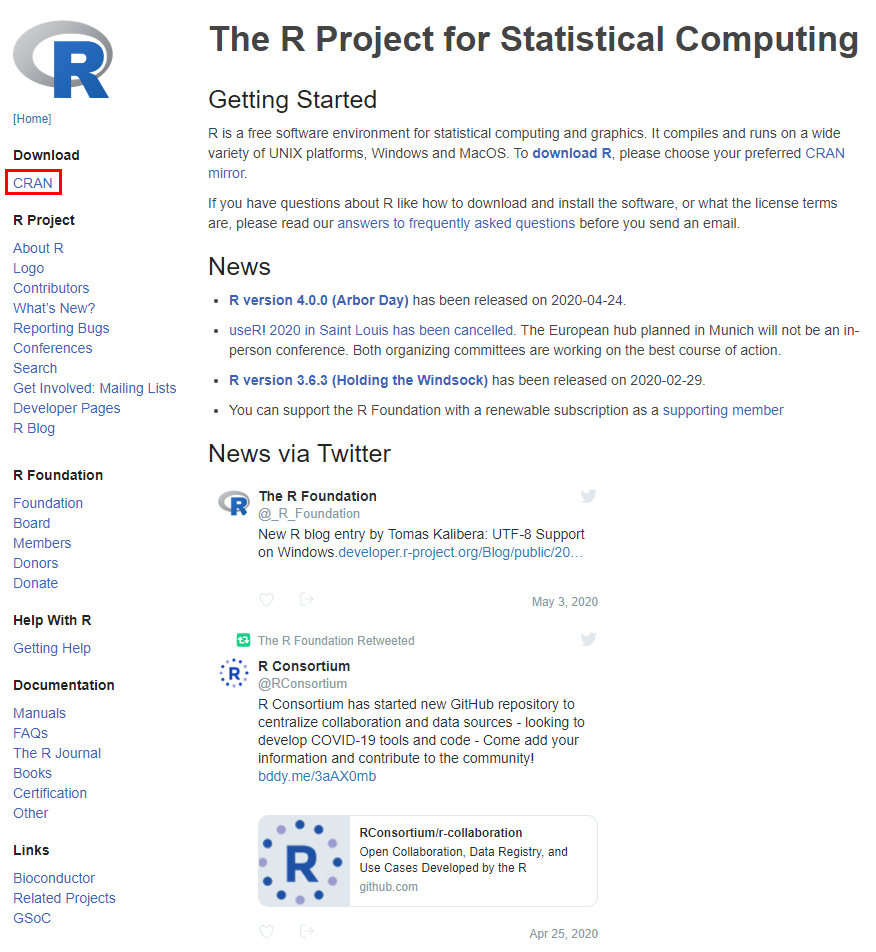 R
[Home]
Download
CRAN
R Project
About R
Logo
Contributors
What's New?
Reporting Bugs
Conferences
Search
Get Involved: Mailing Lists
Developer Pages
R Blog
R Foundation
Foundation
Board
Members
Donors
Donate
Help With R
Getting Help
Documentation
Manuals
FAQs
The R Journal
Books
Certification
Other
Links
Bioconductor
Related Projects
GSoC
The R Project for Statistical Computing
Getting Started
R is a free software environment for statistical computing and graphics. It compiles and runs on a wide
variety of UNIX platforms, Windows and MacOS. To download R, please choose your preferred CRAN
mirror.
If you have questions about R like how to download and install the software, or what the license terms
are, please read our answers to frequently asked questions before you send an email.
News
• R version 4.0.0 (Arbor Day) has been released on 2020-04-24.
• useR! 2020 in Saint Louis has been cancelled. The European hub planned in Munich will not be an in-
person conference. Both organizing committees are working on the best course of action.
• R version 3.6.3 (Holding the Windsock) has been released on 2020-02-29.
• You can support the R Foundation with a renewable subscription as a supporting member
News via Twitter
R
The R Foundation
@_R_Foundation
New R blog entry by Tomas Kalibera: UTF-8 Support
on Windows.developer.r-project.org/Blog/public/20…
May 3, 2020
The R Foundation Retweeted
R
R Consortium
@RConsortium
R Consortium has started new GitHub repository to
centralize collaboration and data sources - looking to
develop COVID-19 tools and code - Come add your
information and contribute to the community!
bddy.me/3aAX0mb
R
RConsortium/r-collaboration
Open Collaboration, Data Registry, and
Use Cases Developed by the R
github.com
Apr 25, 2020